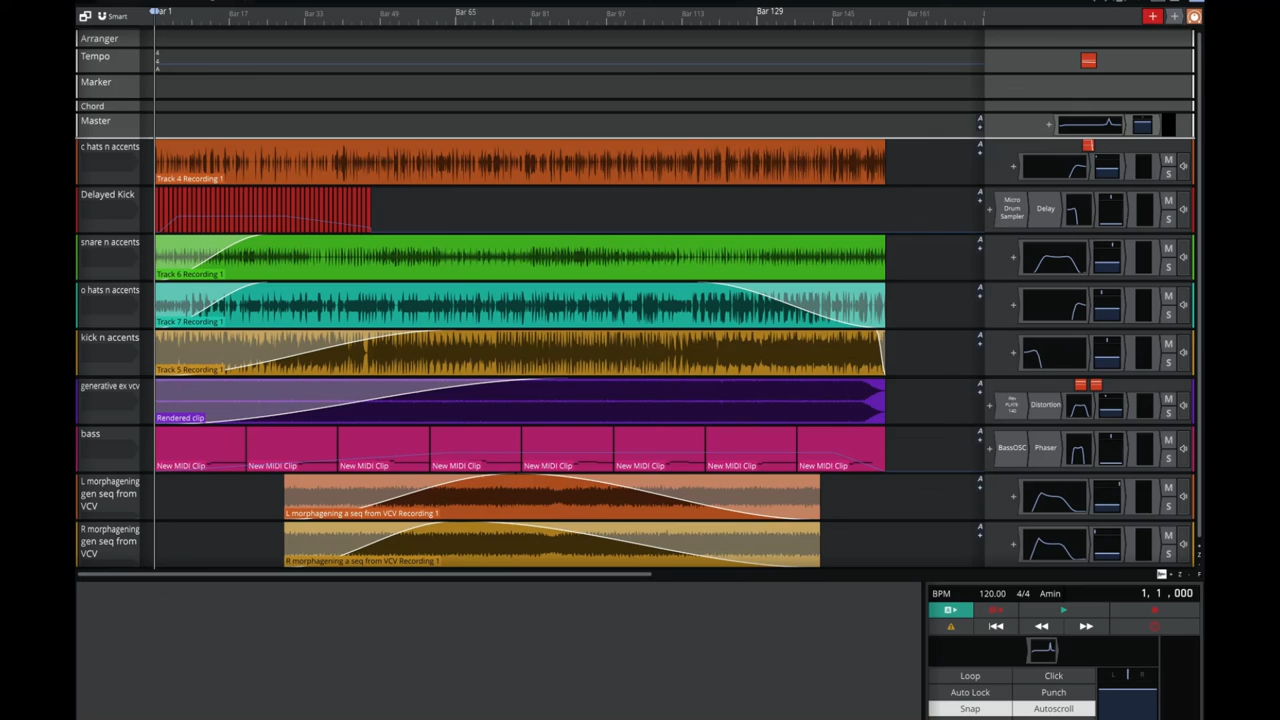 Smart
Bar 1
Bar 17
Bar 33
Bar 49
Bar 65
Bar 81
Bar 97
Bar 113
Bar 129
Bar 145
Bar 161
Arranger
Tempo
4
4
A
Marker
Chord
Master
A
c hats n accents
Track 4 Recording 1
A
M
S
Delayed Kick
A
Micro
Drum
Sampler
Delay
M
S
snare n accents
Track 6 Recording 1
A
M
S
o hats n accents
Track 7 Recording 1
A
M
S
kick n accents
Track 5 Recording 1
A
M
S
generative ex vcv
Rendered clip
A
PLATE
140
Distortion
M
S
bass
New MIDI Clip
New MIDI Clip
New MIDI Clip
New MIDI Clip
New MIDI Clip
New MIDI Clip
New MIDI Clip
New MIDI Clip
A
BassOSC
Phaser
M
S
L morphagening
gen seq from
VCV
L morphagening a seq from VCV Recording 1
A
M
S
R morphagening
gen seq from
VCV
R morphagening a seq from VCV Recording 1
A
M
S
Z
BPM
120.00
4/4
Amin
1, 1 , 000
A
L
R
Loop
Click
Auto Lock
Punch
Snap
Autoscroll